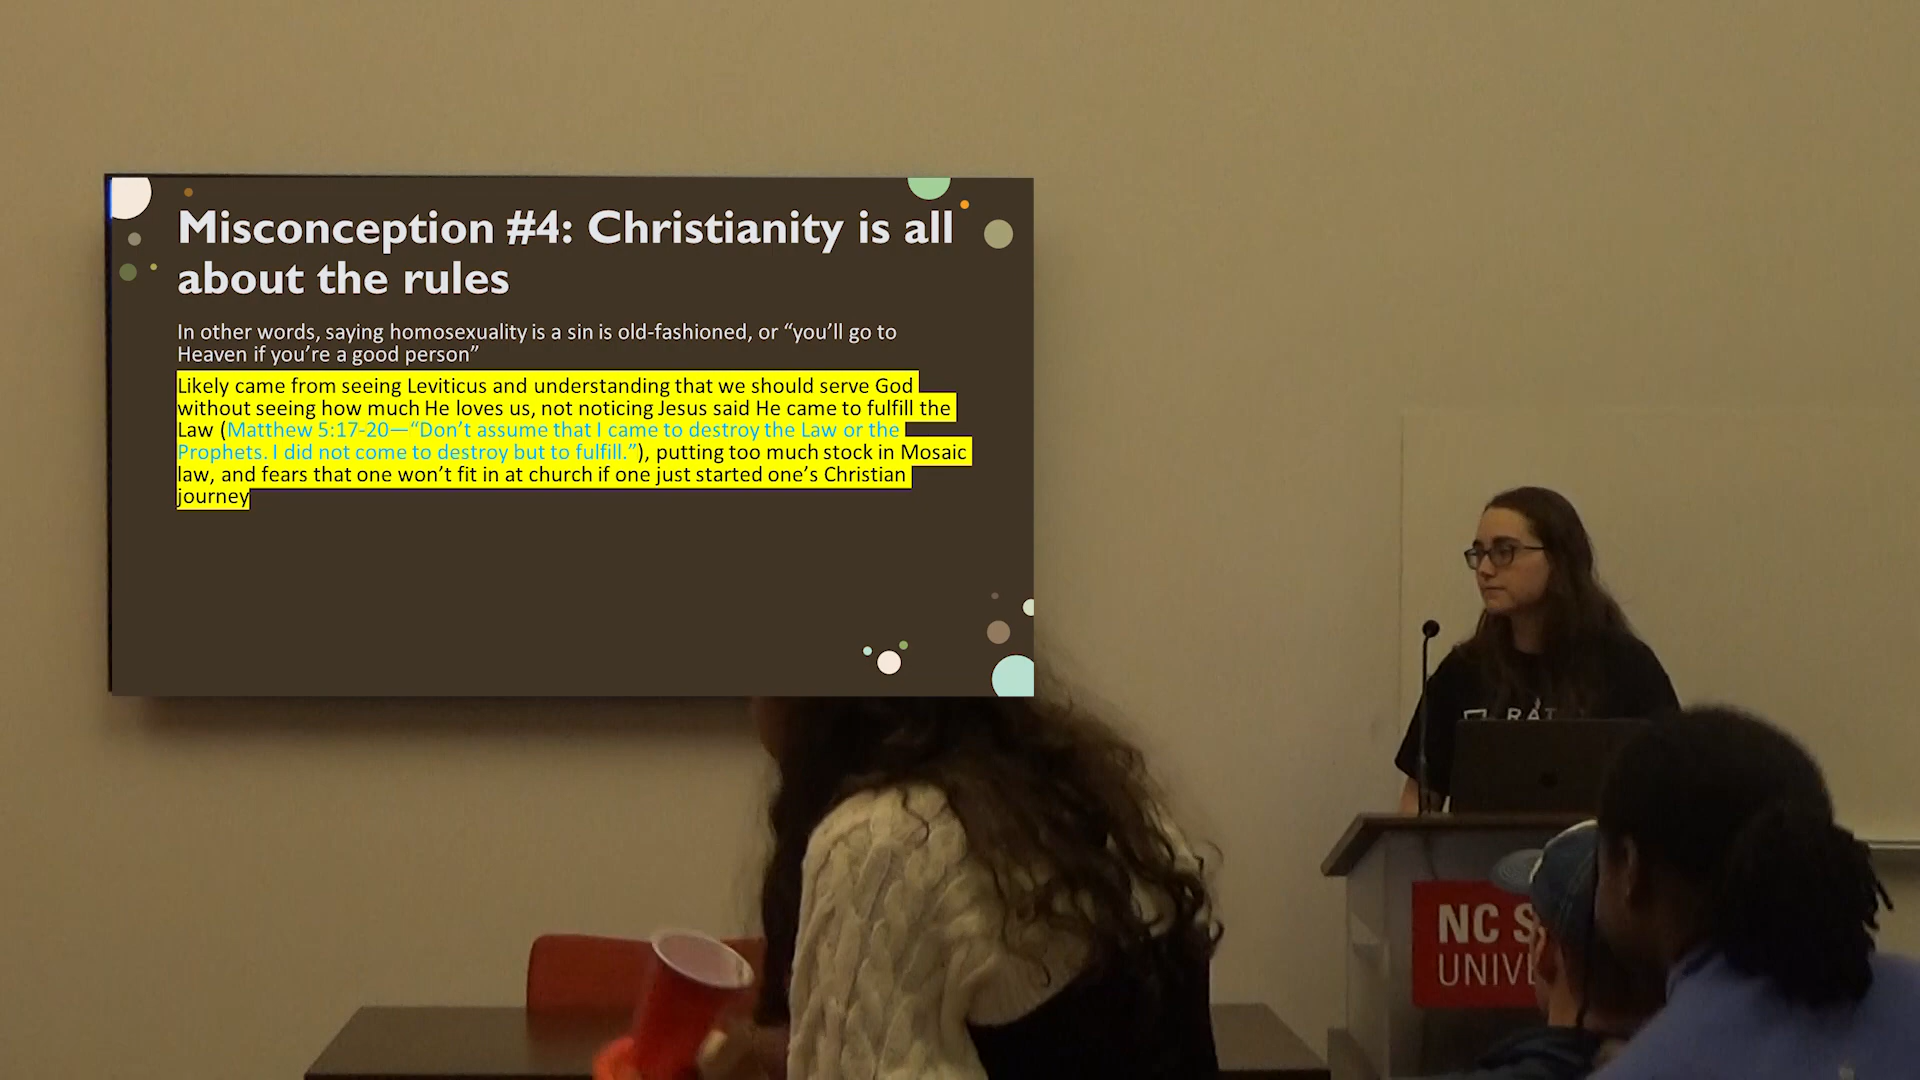 Misconception #4: Christianity is all
about the rules
In other words, saying homosexuality is a sin is old-fashioned, or “you’ll go to
Heaven if you’re a good person”
Likely came from seeing Leviticus and understanding that we should serve God
without seeing how much He loves us, not noticing Jesus said He came to fulfill the
Law (Matthew 5:17-20—“Don’t assume that I came to destroy the Law or the
Prophets. I did not come to destroy but to fulfill.”), putting too much stock in Mosaic
law, and fears that one won’t fit in at church if one just started one’s Christian
journey
RAT
NC S
UNIVE